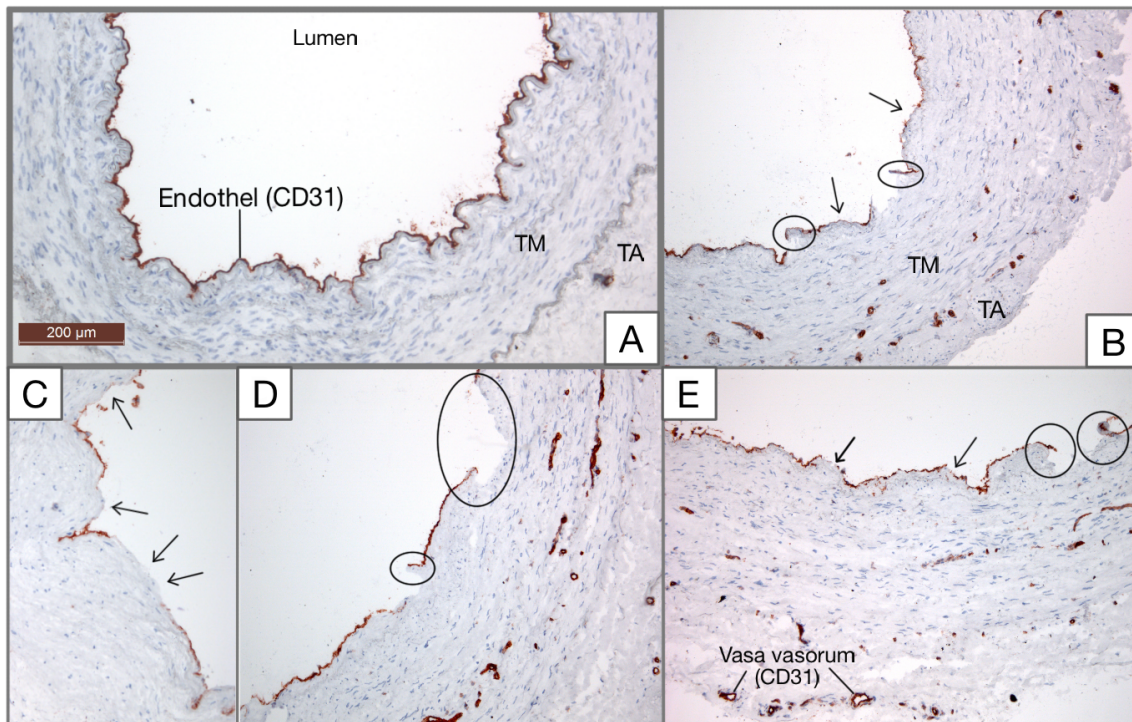 Lumen
Endothel (CD31)
TM
TA
200 µm
A
TM
TA
B
C
D
E
Vasa vasorum
(CD31)